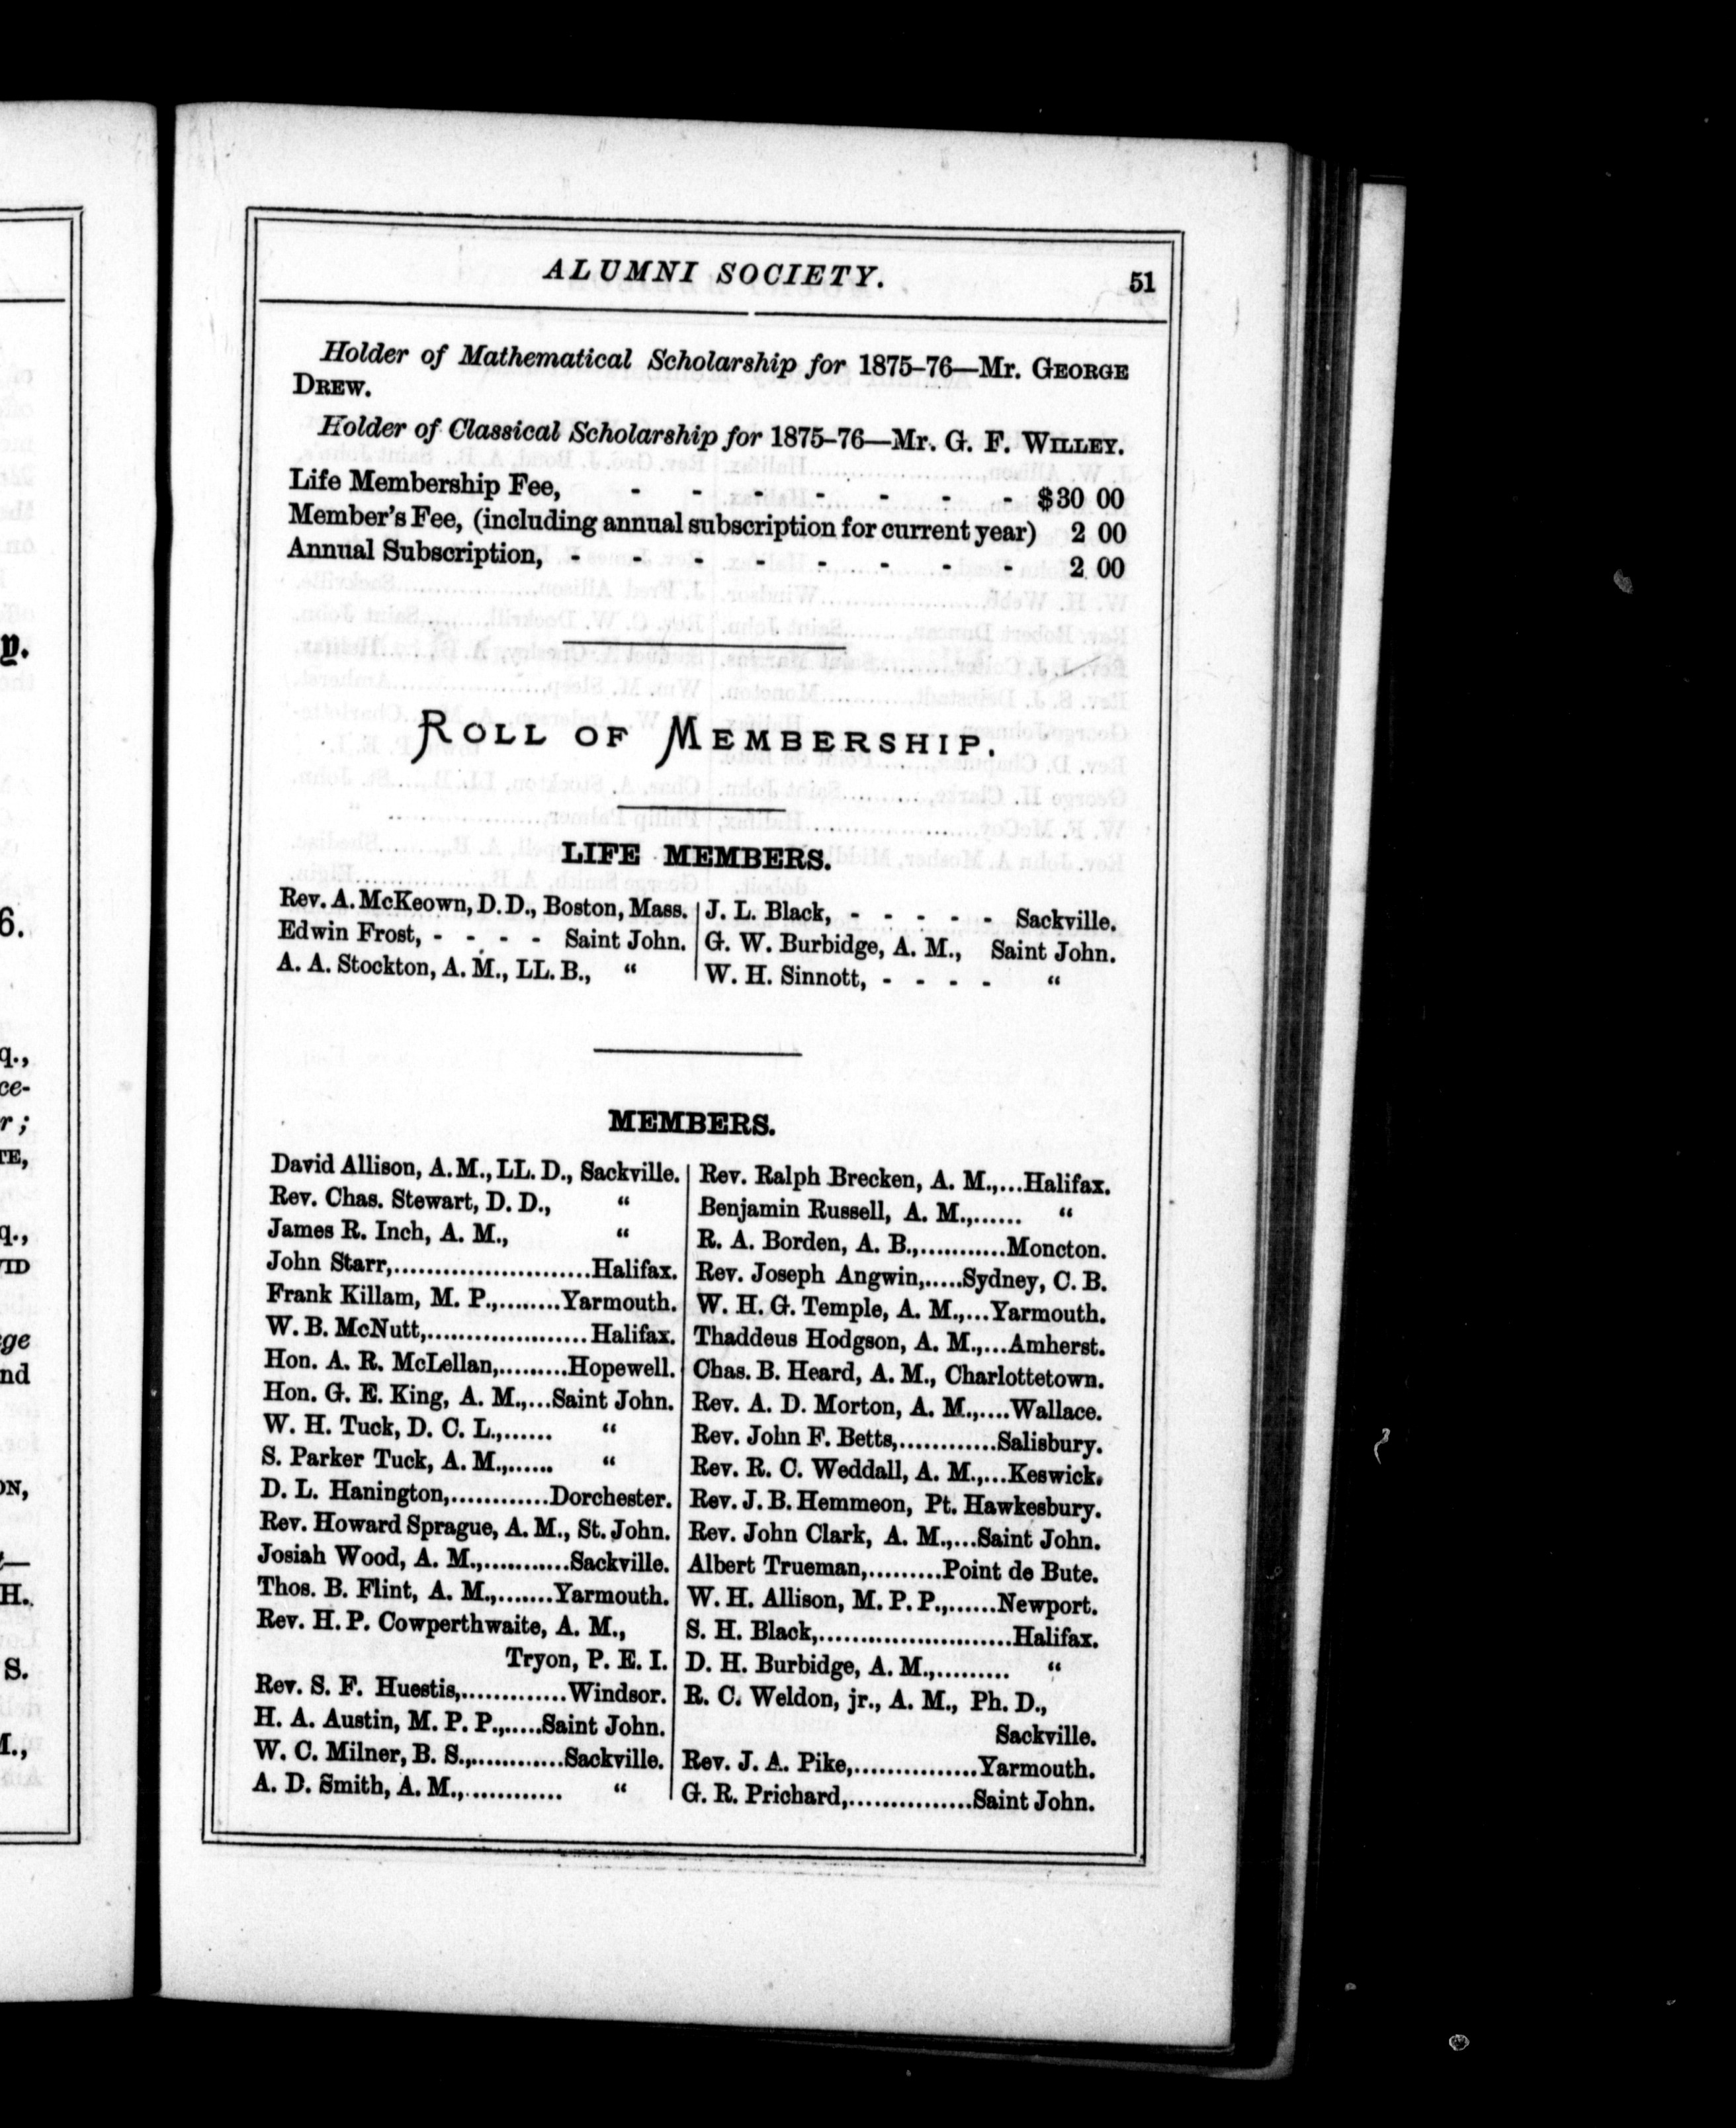 ALUMNI SOCIETY. 51
Holder of Mathematical Scholarship for 1875-76—Mr. GEORGE
DREW.
Holder of Classical Scholarship for 1875-76—Mr. G. F. WILLEY.
Life Membership Fee, - - - - - - - $30 00
Member's Fee, (including annual subscription for current year) 2 00
Annual Subscription, - - - - - - - - 2 00
ROLL OF MEMBERSHIP.
LIFE MEMBERS.
Rev. A. McKeown, D. D., Boston, Mass.
Edwin Frost, - - - - Saint John.
A. A. Stockton, A. M., LL. B., “
J. L. Black, - - - - - Sackville.
G. W. Burbidge, A. M., Saint John.
W. H. Sinnott, - - - - “
MEMBERS.
David Allison, A. M., LL. D., Sackville.
Rev. Chas. Stewart, D. D., “
James R. Inch, A. M., “
John Starr,..........................Halifax.
Frank Killam, M. P.,........Yarmouth.
W. B. McNutt,.....................Halifax.
Hon. A. R. McLellan,.........Hopewell.
Hon. G. E. King, A. M.,...Saint John.
W. H. Tuck, D. C. L.,...... “
S. Parker Tuck, A. M.,...... “
D. L. Hanington,............Dorchester.
Rev. Howard Sprague, A. M., St. John.
Josiah Wood, A. M.,...........Sackville.
Thos. B. Flint, A. M.,.......Yarmouth.
Rev. H. P. Cowperthwaite, A. M.,
Tryon, P. E. I.
Rev. S. F. Huestis,.............Windsor.
H. A. Austin, M. P. P.,.....Saint John.
W. C. Milner, B. S.,............Sackville.
A. D. Smith, A. M.,............ “
Rev. Ralph Brecken, A. M.,...Halifax.
Benjamin Russell, A. M.,...... “
R. A. Borden, A. B.,...........Moncton.
Rev. Joseph Angwin,.....Sydney, C. B.
W. H. G. Temple, A. M.,...Yarmouth.
Thaddeus Hodgson, A. M.,...Amherst.
Chas. B. Heard, A. M., Charlottetown.
Rev. A. D. Morton, A. M.,....Wallace.
Rev. John F. Betts,............Salisbury.
Rev. R. C. Weddall, A. M.,...Keswick.
Rev. J. B. Hemmeon, Pt. Hawkesbury.
Rev. John Clark, A. M.,...Saint John.
Albert Trueman,.........Point de Bute.
W. H. Allison, M. P. P.,......Newport.
S. H. Black,.........................Halifax.
D. H. Burbidge, A. M.,......... “
R. C. Weldon, jr., A. M., Ph. D.,
Sackville.
Rev. J. A. Pike,................Yarmouth.
G. R. Prichard,................Saint John.